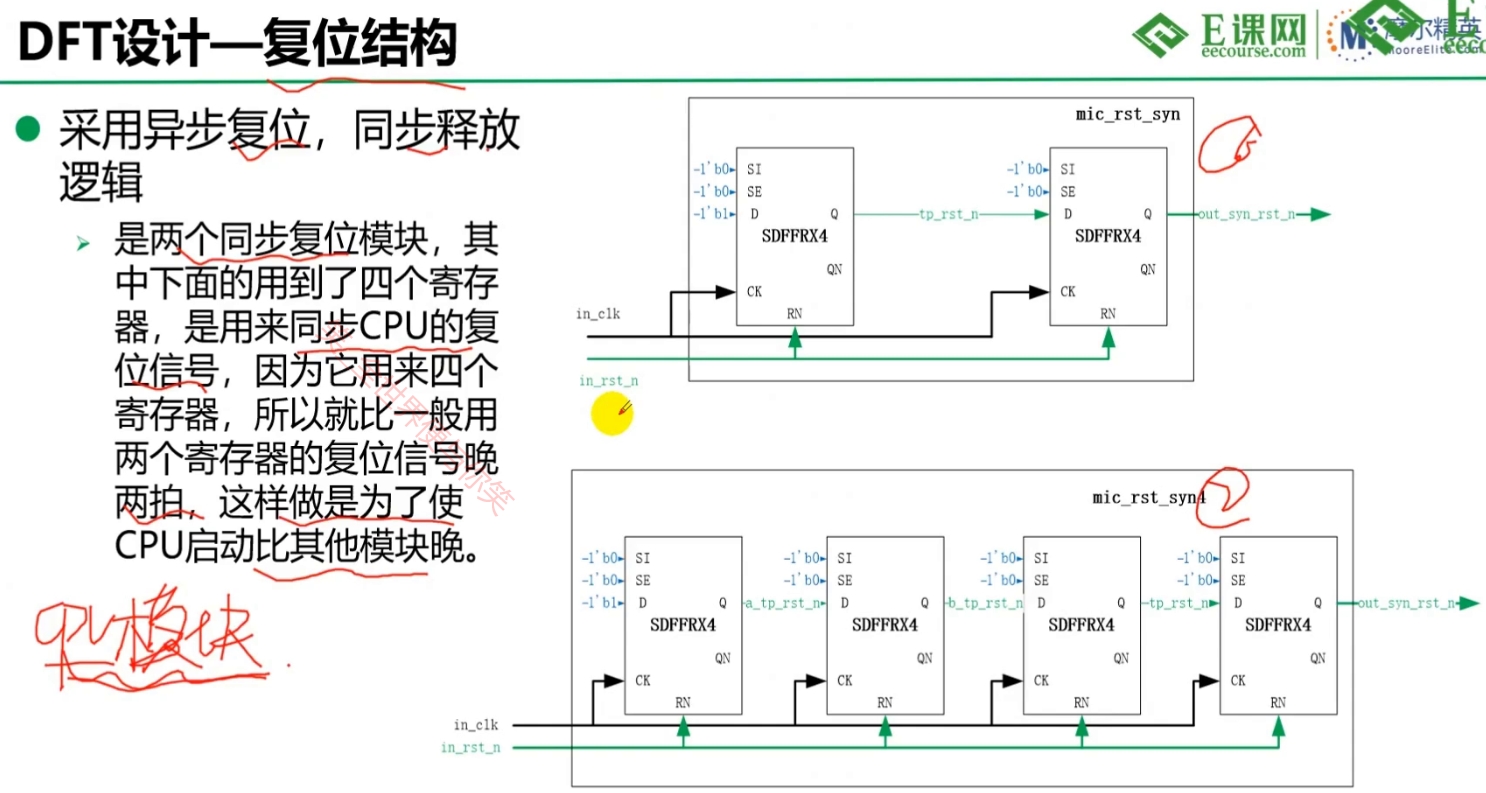 DFT设计—复位结构
E课网
eecourse.com
摩尔精英
MooreElite.com
采用异步复位，同步释放
逻辑
是两个同步复位模块，其
中下面的用到了四个寄存
器，是用来同步CPU的复
位信号，因为它用来四个
寄存器，所以就比一般用
两个寄存器的复位信号晚
两拍，这样做是为了使
CPU启动比其他模块晚。
CPU模块
mic_rst_syn
-1'b0 SI -1'b0 SI
-1'b0 SE -1'b0 SE
-1'b1 D Q tp_rst_n D Q out_syn_rst_n
SDFFRX4 SDFFRX4
QN QN
CK CK
in_clk RN RN
in_rst_n
mic_rst_syn4
2
-1'b0 SI -1'b0 SI -1'b0 SI -1'b0 SI
-1'b0 SE -1'b0 SE -1'b0 SE -1'b0 SE
-1'b1 D Q a_tp_rst_n D Q b_tp_rst_n D Q tp_rst_n D Q out_syn_rst_n
SDFFRX4 SDFFRX4 SDFFRX4 SDFFRX4
QN QN QN QN
CK CK CK CK
RN RN RN RN
in_clk
in_rst_n